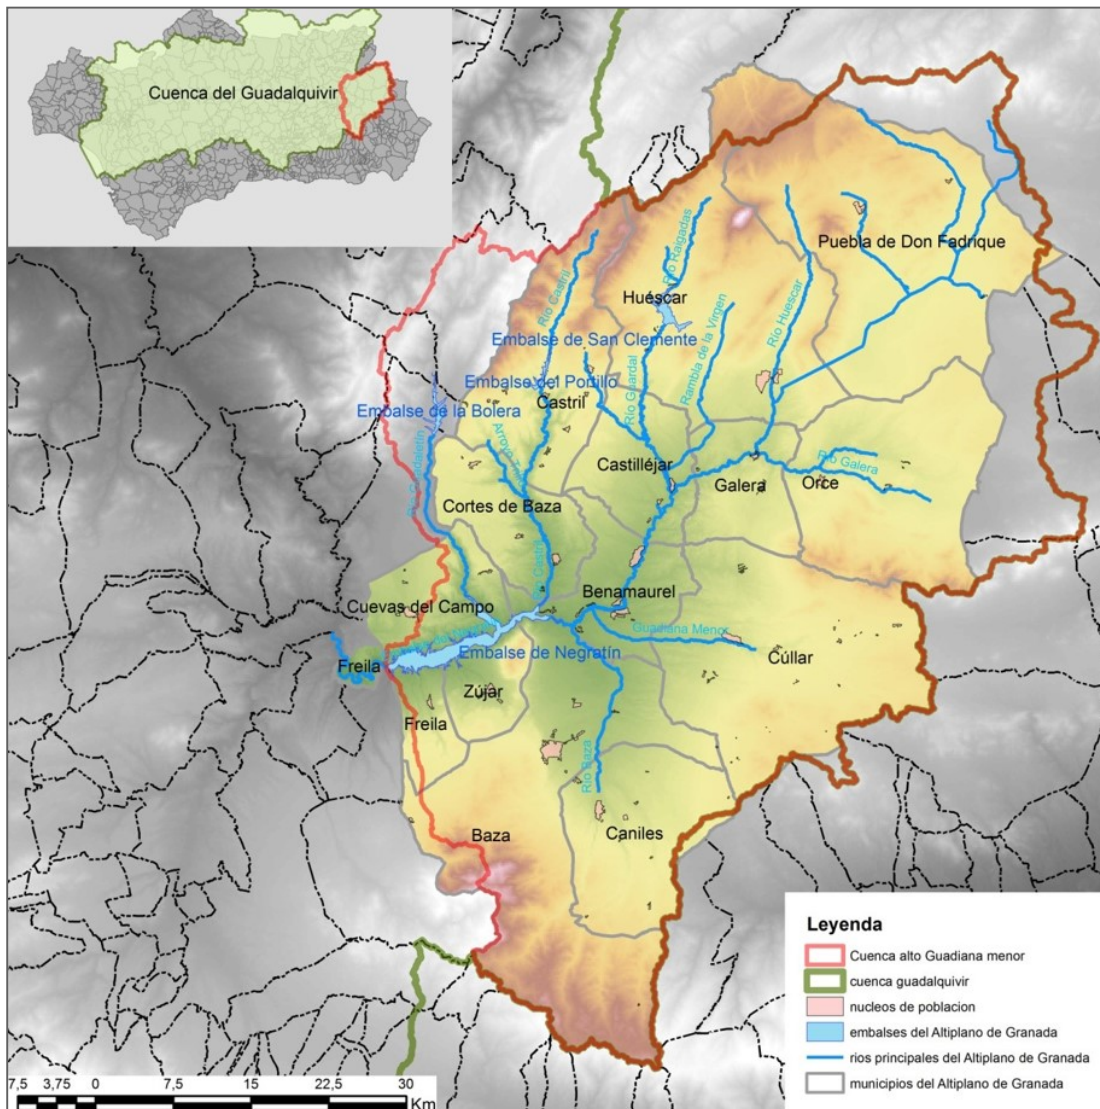 Cuenca del Guadalquivir
Puebla de Don Fadrique
Río Raigadas
Río Castril
Huéscar
Río Huescar
Rambla de la Virgen
Embalse de San Clemente
Río Guardal
Embalse del Portillo
Castril
Embalse de la Bolera
Arroyo
Castilléjar
Río Galera
Galera
Orce
Cortes de Baza
Río Castril
Benamaurel
Cuevas del Campo
Guadiana Menor
Embalse de Negratín
Cúllar
Freila
Zújar
Freila
Río Baza
Baza
Caniles
Leyenda
Cuenca alto Guadiana menor
cuenca guadalquivir
nucleos de poblacion
embalses del Altiplano de Granada
rios principales del Altiplano de Granada
municipios del Altiplano de Granada
7,5 3,75 0 7,5 15 22,5 30
Km